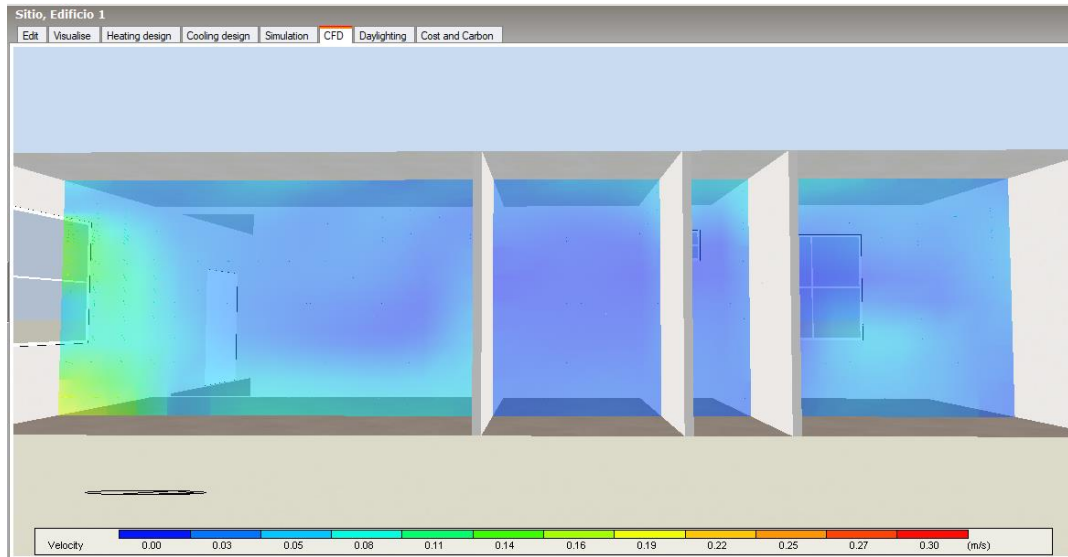 Sitio, Edificio 1
Edit Visualise Heating design Cooling design Simulation CFD Daylighting Cost and Carbon
Velocity 0.00 0.03 0.05 0.08 0.11 0.14 0.16 0.19 0.22 0.25 0.27 0.30 (m/s)